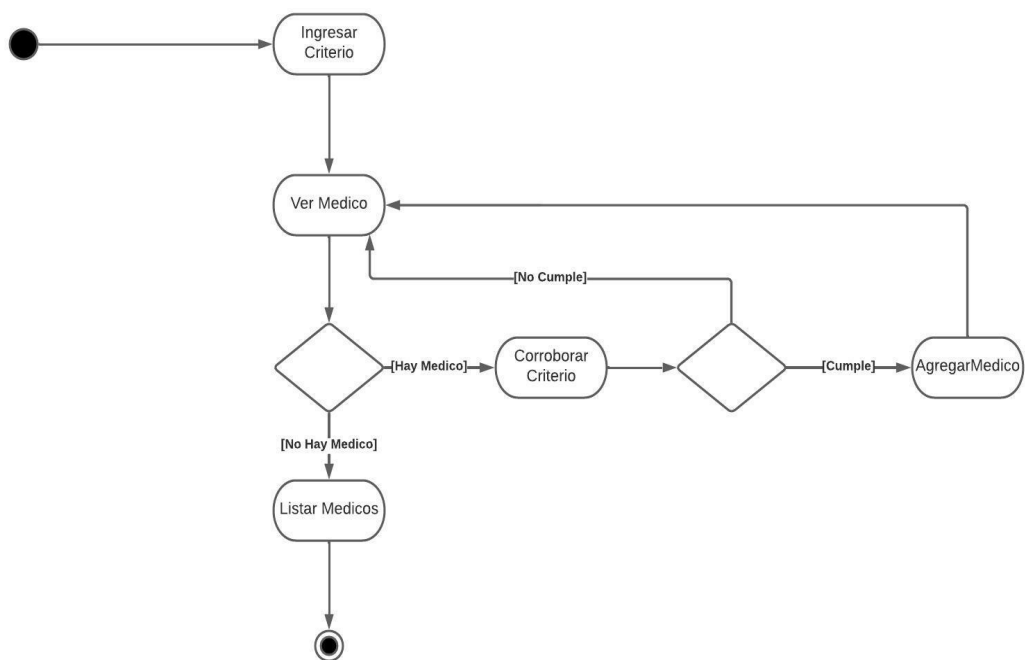 Ingresar
Criterio
Ver Medico
[No Cumple]
[Hay Medico]
Corroborar
Criterio
[Cumple]
AgregarMedico
[No Hay Medico]
Listar Medicos